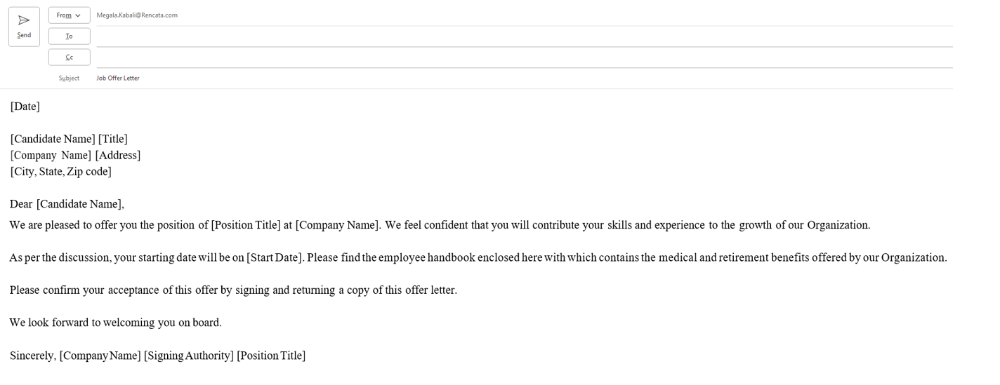 Send
From
Megala.Kabali@Rencata.com
To
Cc
Subject
Job Offer Letter
[Date]
[Candidate Name] [Title]
[Company Name] [Address]
[City, State, Zip code]
Dear [Candidate Name],
We are pleased to offer you the position of [Position Title] at [Company Name]. We feel confident that you will contribute your skills and experience to the growth of our Organization.
As per the discussion, your starting date will be on [Start Date]. Please find the employee handbook enclosed here with which contains the medical and retirement benefits offered by our Organization.
Please confirm your acceptance of this offer by signing and returning a copy of this offer letter.
We look forward to welcoming you on board.
Sincerely, [Company Name] [Signing Authority] [Position Title]